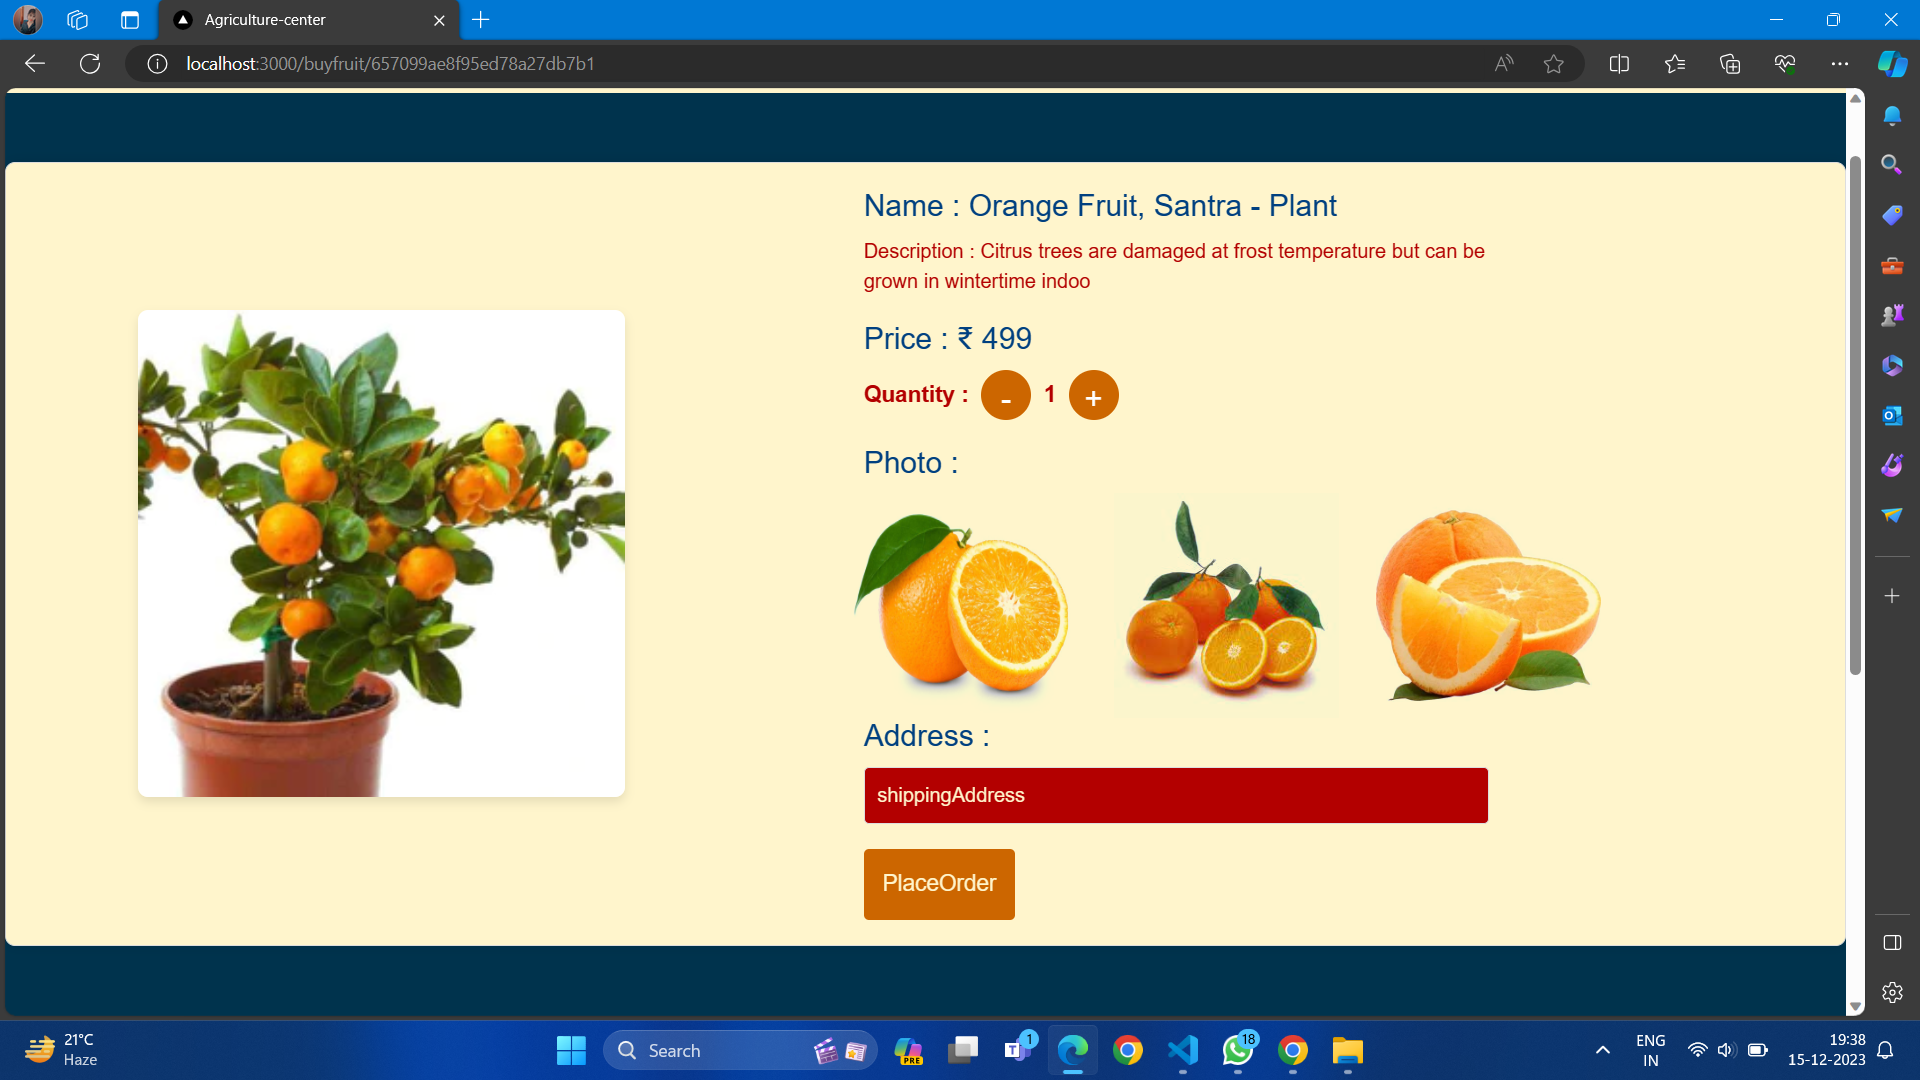 Agriculture-center
localhost:3000/buyfruit/657099ae8f95ed78a27db7b1
Name : Orange Fruit, Santra - Plant
Description : Citrus trees are damaged at frost temperature but can be
grown in wintertime indoo
Price : ₹ 499
Quantity : - 1 +
Photo :
Address :
shippingAddress
PlaceOrder
21°C
Haze
Search
PRE
1
18
ENG
IN
19:38
15-12-2023